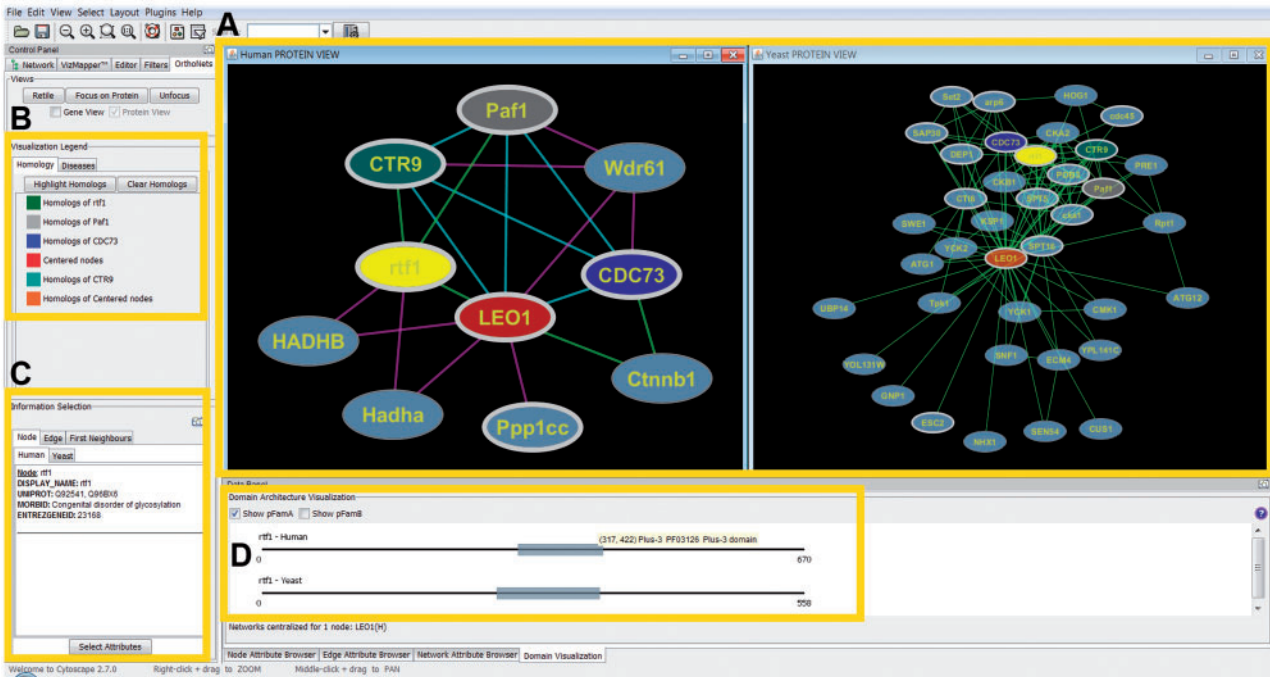 File Edit View Select Layout Plugins Help
A
Control Panel
Network VizMapper™ Editor Filters OrthoNets
Views
Retile Focus on Protein Unfocus
Gene View Protein View
B
Visualization Legend
Homology Diseases
Highlight Homologs Clear Homologs
Homologs of rtf1
Homologs of Paf1
Homologs of CDC73
Centered nodes
Homologs of CTR9
Homologs of Centered nodes
C
Information Selection
Node Edge First Neighbours
Human Yeast
Node: rtf1
DISPLAY_NAME: rtf1
UNIPROT: Q92541, Q96BX6
MORBID: Congenital disorder of glycosylation
ENTREZGENEID: 23168
Select Attributes
Human PROTEIN VIEW
Paf1
CTR9
Wdr61
rtf1
CDC73
LEO1
HADHB
Ctnnb1
Hadha
Ppp1cc
Yeast PROTEIN VIEW
Set2
arp6
HOG1
cdc45
SAP30
CDC73
CKA2
CTR9
DEP1
PRE1
CKB1
POB3
Paf1
CTI6
SPT5
SWE1
KSP1
cks1
Rpt1
YCK2
SPT16
ATG1
LEO1
UBP14
Tpk1
YCK1
CMK1
ATG12
YOL131W
SNF1
ECM4
YPL141C
GNP1
ESC2
NHX1
SEN54
CUS1
Data Panel
Domain Architecture Visualization
Show pFamA Show pFamB
D
rtf1 - Human
(317, 422) Plus-3 PF03126 Plus-3 domain
0 670
rtf1 - Yeast
0 558
Networks centralized for 1 node: LEO1(H)
Node Attribute Browser Edge Attribute Browser Network Attribute Browser Domain Visualization
Welcome to Cytoscape 2.7.0 Right-click + drag to ZOOM Middle-click + drag to PAN